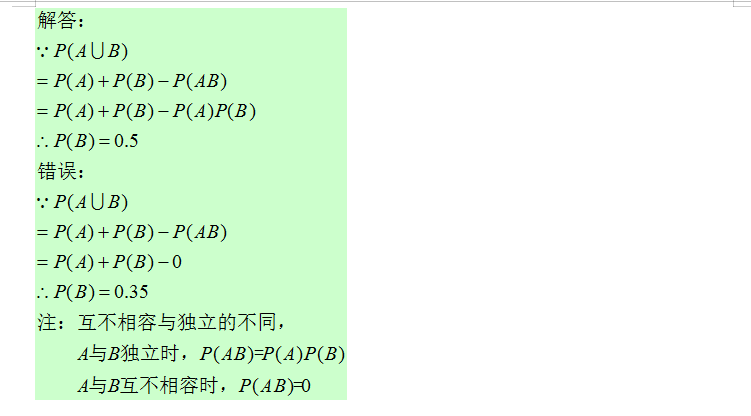 解答：
∵ P(A∪B)
= P(A)+P(B)−P(AB)
= P(A)+P(B)−P(A)P(B)
∴ P(B)=0.5
错误：
∵ P(A∪B)
= P(A)+P(B)−P(AB)
= P(A)+P(B)−0
∴ P(B)=0.35
注：互不相容与独立的不同，
A与B独立时，P(AB)=P(A)P(B)
A与B互不相容时，P(AB)=0